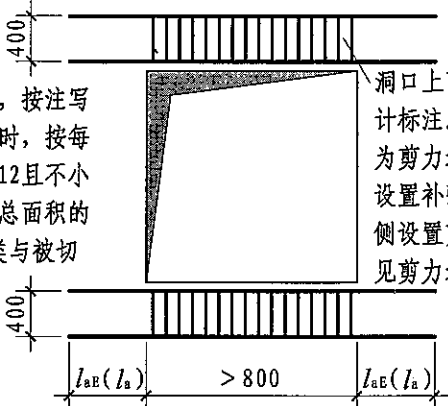 400
，按注写
时，按每
12且不小
总面积的
类与被切
洞口上
计标注
为剪力
设置补
侧设置
见剪力
400
laE(la)
>800
laE(la)